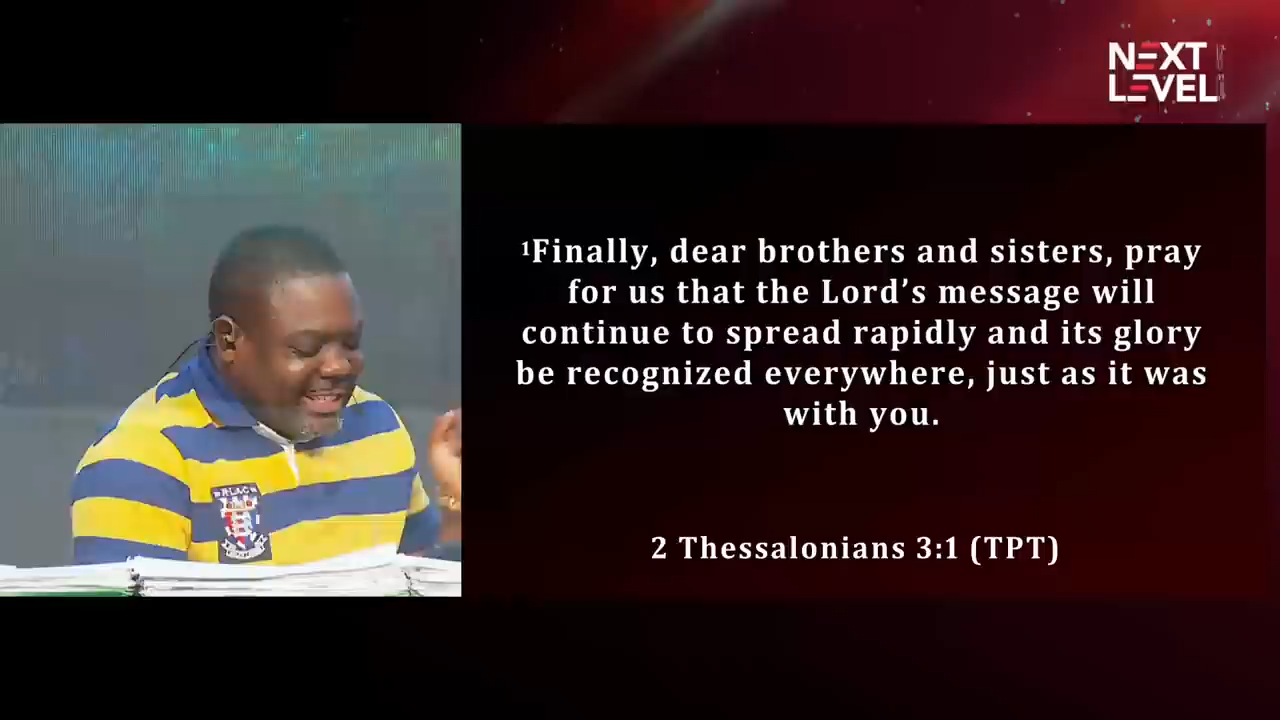 NEXT
LEVEL
¹Finally, dear brothers and sisters, pray
for us that the Lord’s message will
continue to spread rapidly and its glory
be recognized everywhere, just as it was
with you.
2 Thessalonians 3:1 (TPT)